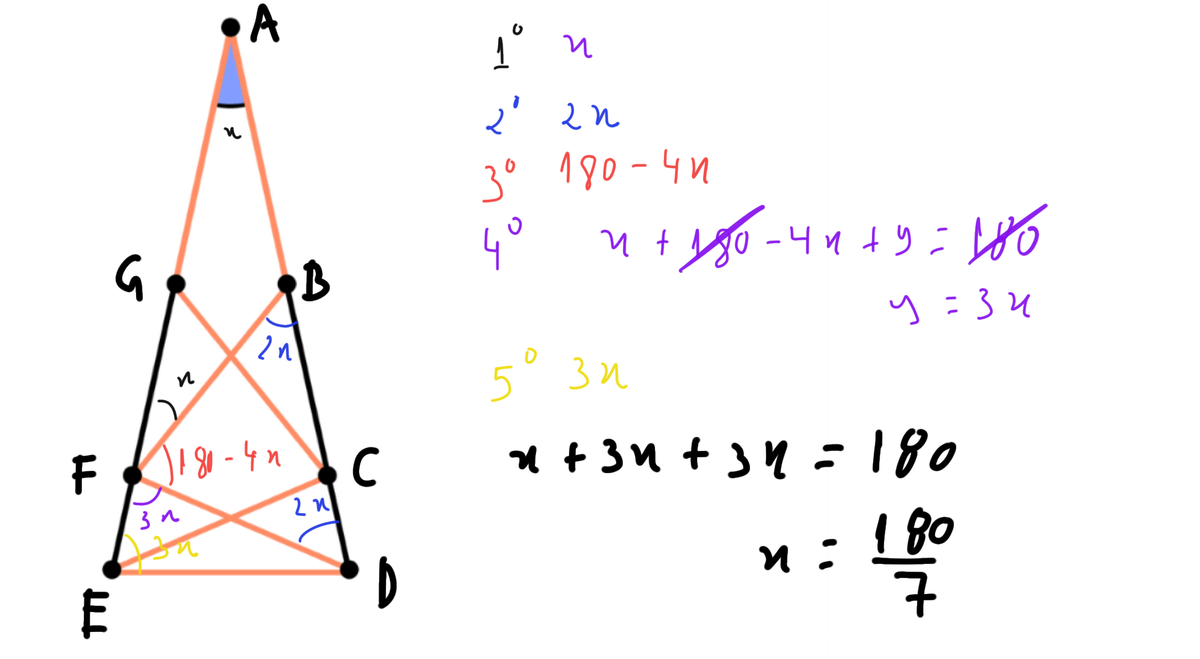 A
1° x
x
2° 2x
3° 180 - 4x
4° x + 180 - 4x + y = 180
G B
y = 3x
2x
x
5° 3x
F 180 - 4x C
x + 3x + 3x = 180
3x 2x
3x
x = 180/7
E D